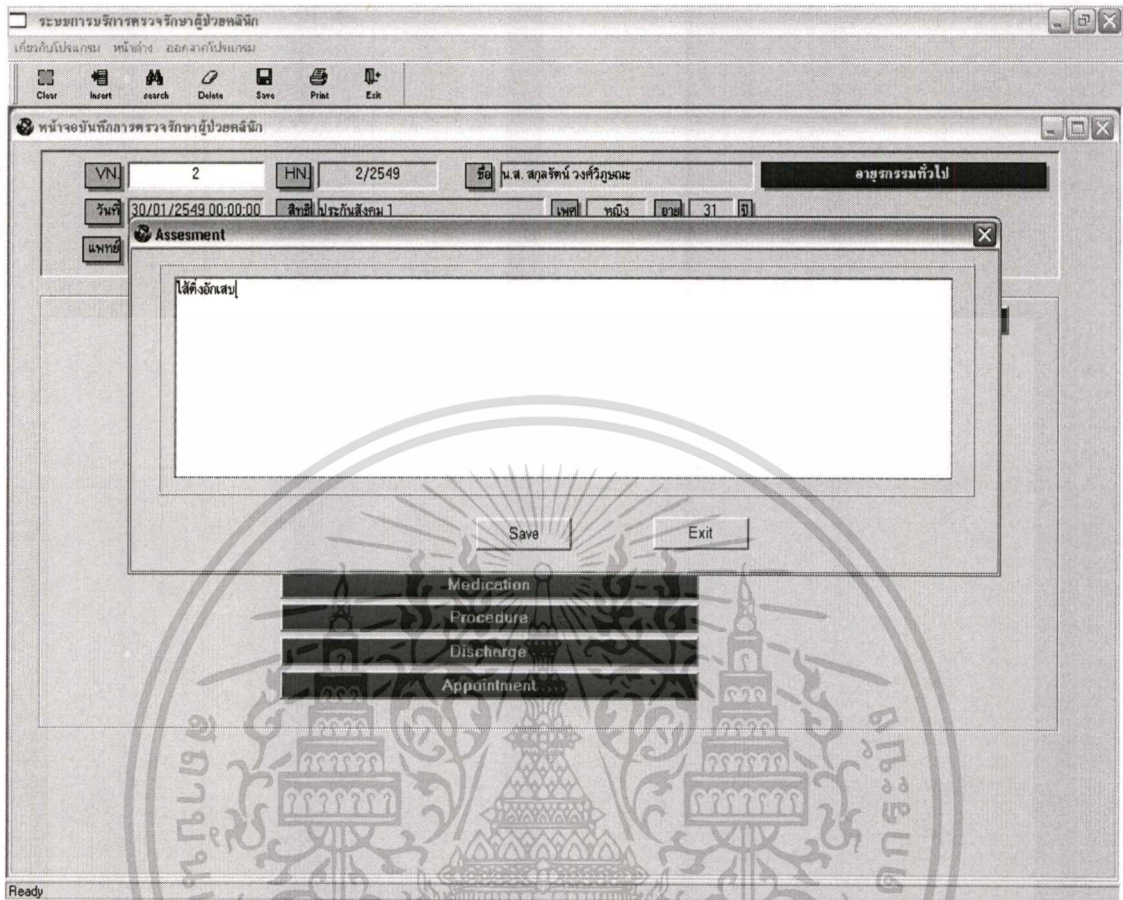 ระบบการบริการตรวจรักษาผู้ป่วยคลินิก
เกี่ยวกับโปรแกรม หน้าต่าง ออกจากโปรแกรม
Clear Insert search Delete Save Print Exit
หน้าจอบันทึกการตรวจรักษาผู้ป่วยคลินิก
VN. 2 HN. 2/2549 ชื่อ น.ส. สกุลรัตน์ วงศ์วิภูษณะ อายุรกรรมทั่วไป
วันที่ 30/01/2549 00:00:00 สิทธิ ประกันสังคม 1 เพศ หญิง อายุ 31 ปี
แพทย์
Assesment
ไส้ติ่งอักเสบ
Save Exit
Medication
Procedure
Discharge
Appointment
Ready